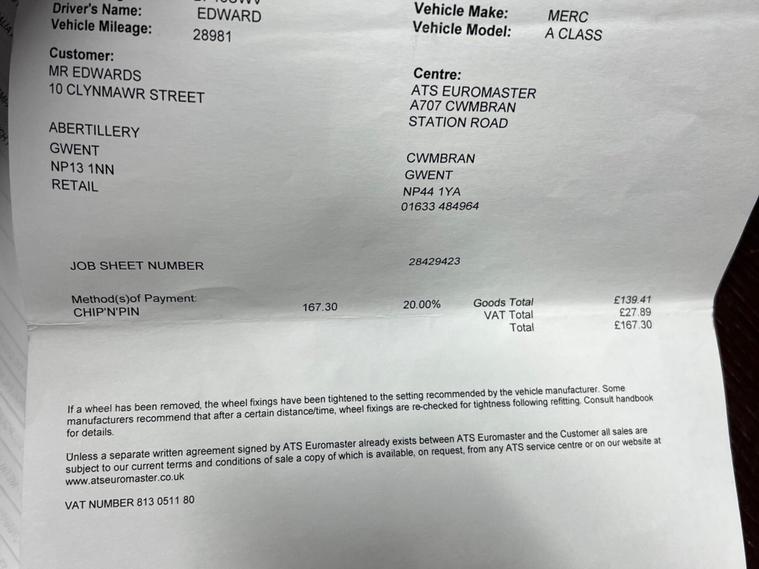 Driver's Name: EDWARD
Vehicle Mileage: 28981
Vehicle Make: MERC
Vehicle Model: A CLASS
Customer:
MR EDWARDS
10 CLYNMAWR STREET
ABERTILLERY
GWENT
NP13 1NN
RETAIL
Centre:
ATS EUROMASTER
A707 CWMBRAN
STATION ROAD
CWMBRAN
GWENT
NP44 1YA
01633 484964
JOB SHEET NUMBER 28429423
Method(s)of Payment:
CHIP'N'PIN 167.30 20.00%
Goods Total £139.41
VAT Total £27.89
Total £167.30
If a wheel has been removed, the wheel fixings have been tightened to the setting recommended by the vehicle manufacturer. Some
manufacturers recommend that after a certain distance/time, wheel fixings are re-checked for tightness following refitting. Consult handbook
for details.
Unless a separate written agreement signed by ATS Euromaster already exists between ATS Euromaster and the Customer all sales are
subject to our current terms and conditions of sale a copy of which is available, on request, from any ATS service centre or on our website at
www.atseuromaster.co.uk
VAT NUMBER 813 0511 80